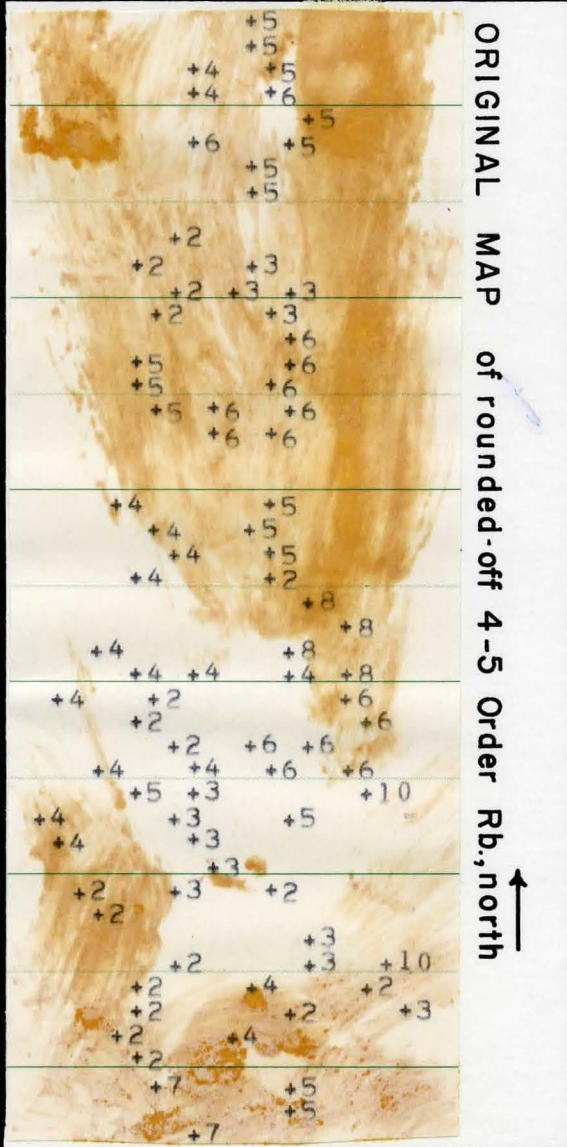 ORIGINAL MAP of rounded-off 4-5 Order Rb., north
+5
+5
+4 +5
+4 +6
+5
+6 +5
+5
+5
+2
+2 +3
+2 +3 +3
+2 +3
+6
+5 +6
+5 +6
+5 +6 +6
+6 +6
+4 +5
+4 +5
+4 +5
+4 +2
+8
+8
+4 +8
+4 +4 +4 +8
+4 +2 +6
+2 +6
+2 +6 +6
+4 +4 +6 +6
+5 +3 +10
+4 +3 +5
+4 +3
+3
+2 +3 +2
+2
+3
+2 +3 +10
+2 +4 +2
+2 +2 +3
+2 +4
+2
+7 +5
+5
+7